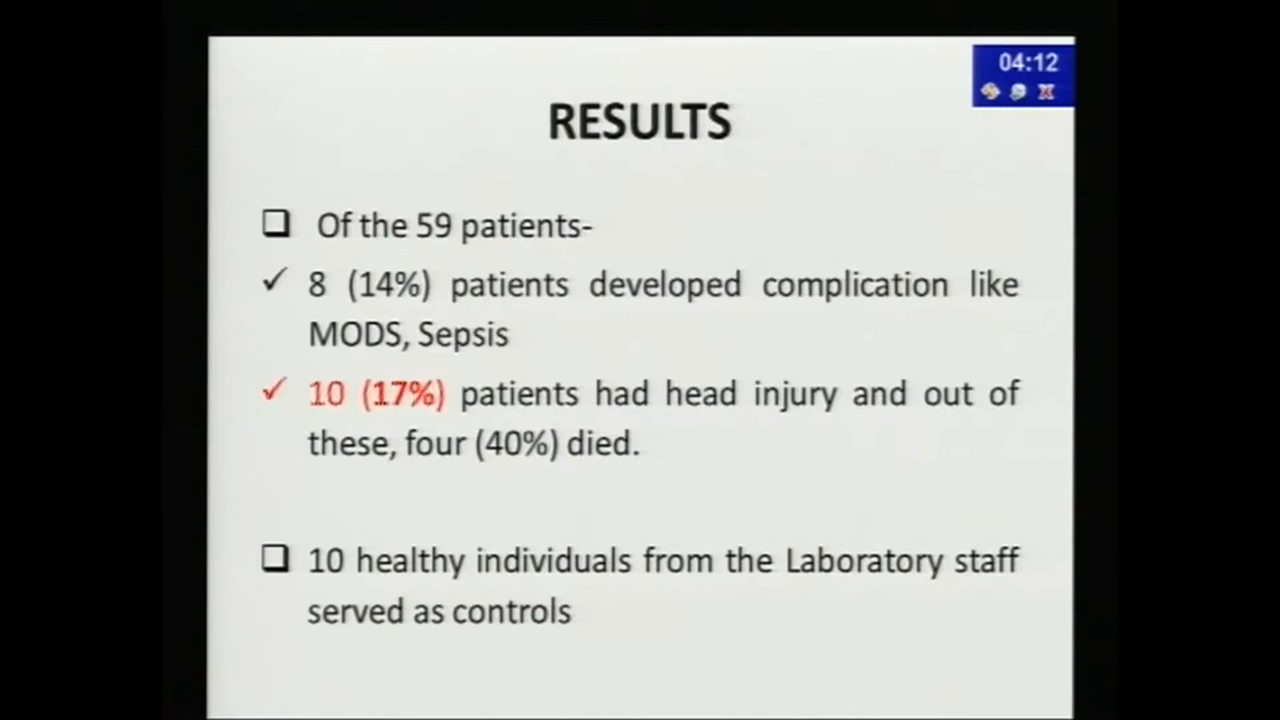 04:12
RESULTS
Of the 59 patients-
8 (14%) patients developed complication like
MODS, Sepsis
10 (17%) patients had head injury and out of
these, four (40%) died.
10 healthy individuals from the Laboratory staff
served as controls